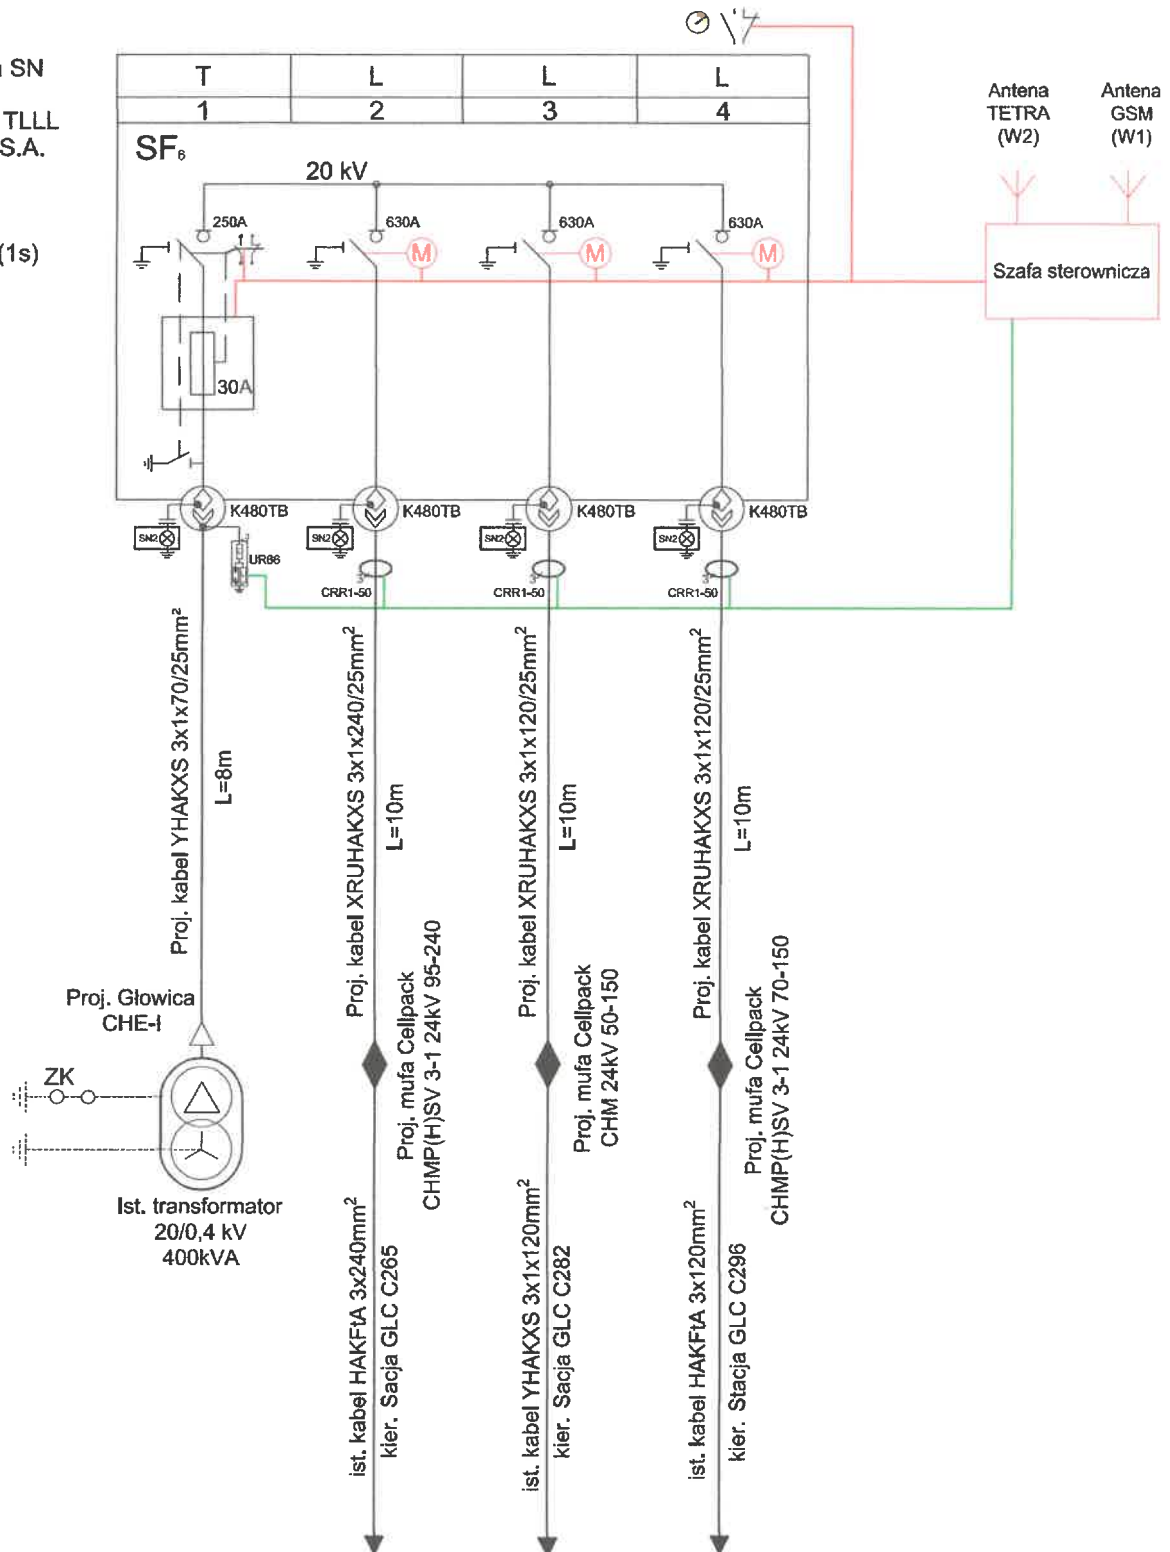 SN
TLLL
S.A.
(1s)
T L L L
1 2 3 4
SF₆
20 kV
250A
630A
630A
630A
M
M
M
30A
K480TB
K480TB
K480TB
K480TB
SN2
SN2
SN2
SN2
UR66
3
CRR1-50
3
CRR1-50
3
CRR1-50
Antena
TETRA
(W2)
Antena
GSM
(W1)
Szafa sterownicza
Proj. kabel YHAKXS 3x1x70/25mm²
L=8m
Proj. kabel XRUHAKXS 3x1x240/25mm²
L=10m
Proj. kabel XRUHAKXS 3x1x120/25mm²
L=10m
Proj. kabel XRUHAKXS 3x1x120/25mm²
L=10m
Proj. Głowica
CHE-I
ZK
Ist. transformator
20/0,4 kV
400kVA
Proj. mufa Cellpack
CHMP(H)SV 3-1 24kV 95-240
Proj. mufa Cellpack
CHM 24kV 50-150
Proj. mufa Cellpack
CHMP(H)SV 3-1 24kV 70-150
ist. kabel HAKFtA 3x240mm²
kier. Sacja GLC C265
ist. kabel YHAKXS 3x1x120mm²
kier. Sacja GLC C282
ist. kabel HAKFtA 3x120mm²
kier. Stacja GLC C296